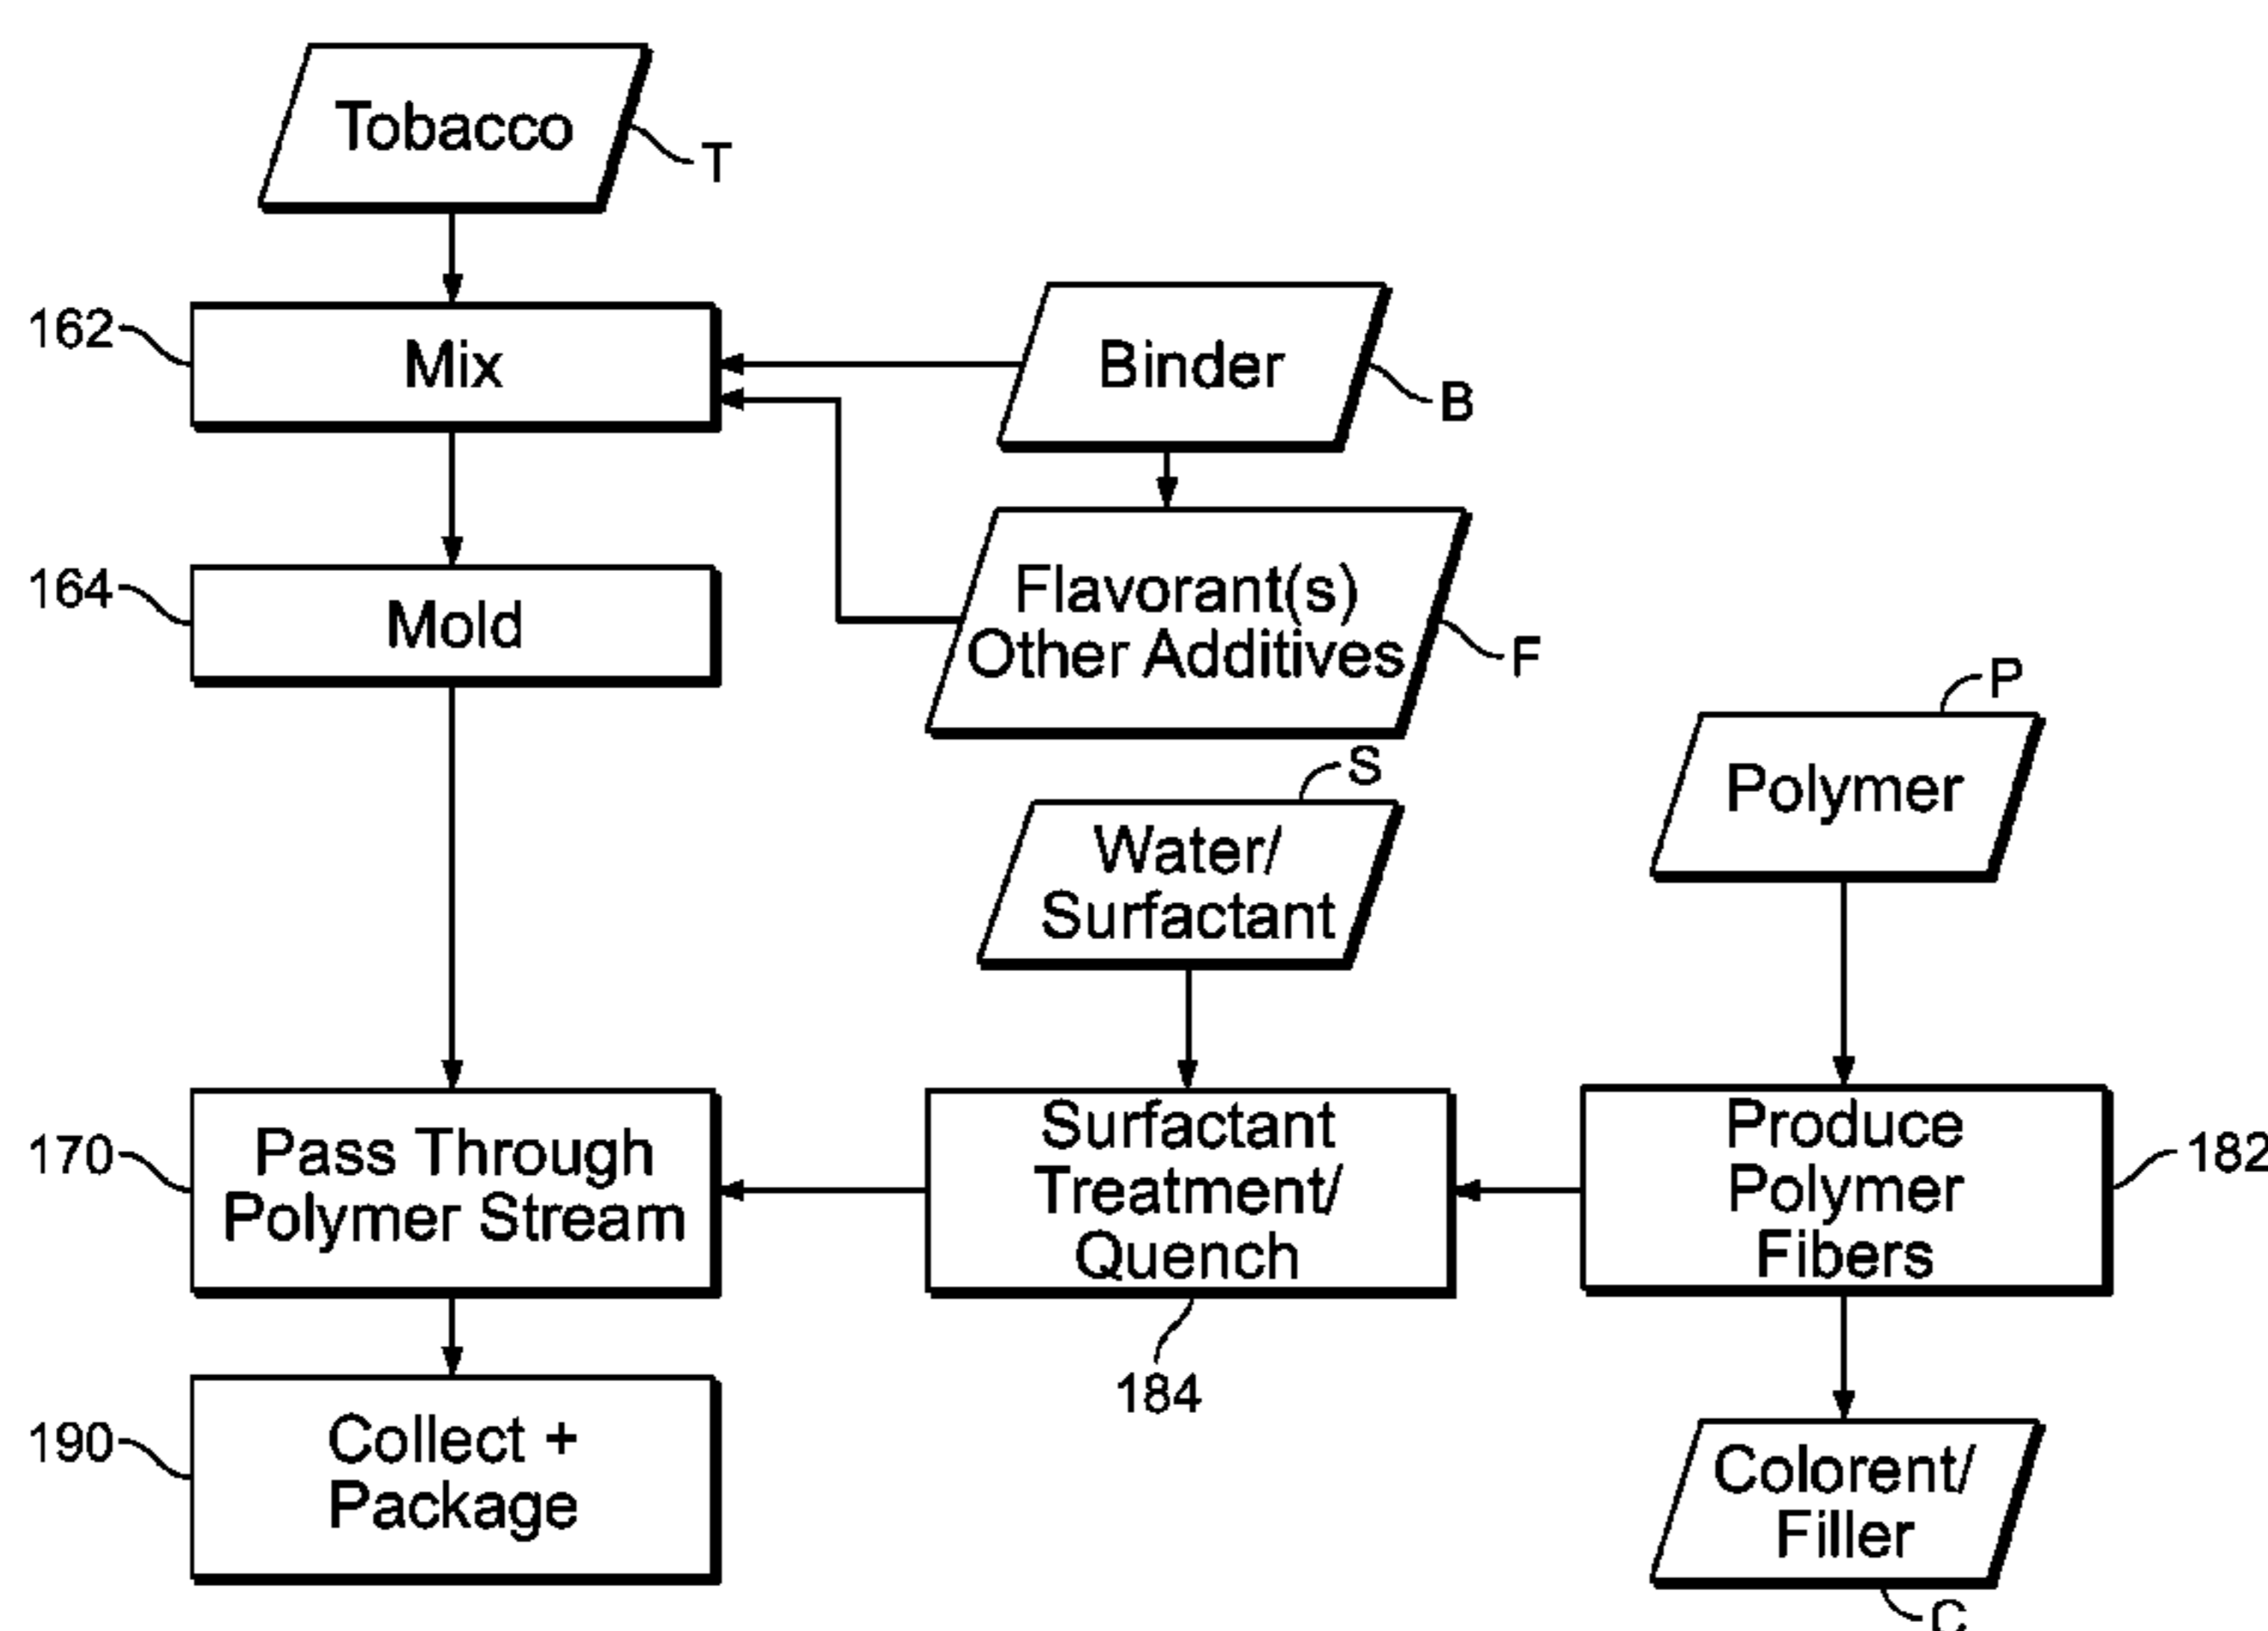 Tobacco
T
162
Mix
Binder
B
164
Mold
Flavorant(s)
Other Additives
F
P
Polymer
S
Water/
Surfactant
170
Pass Through
Polymer Stream
Surfactant
Treatment/
Quench
184
Produce
Polymer
Fibers
182
190
Collect +
Package
Colorent/
Filler
C